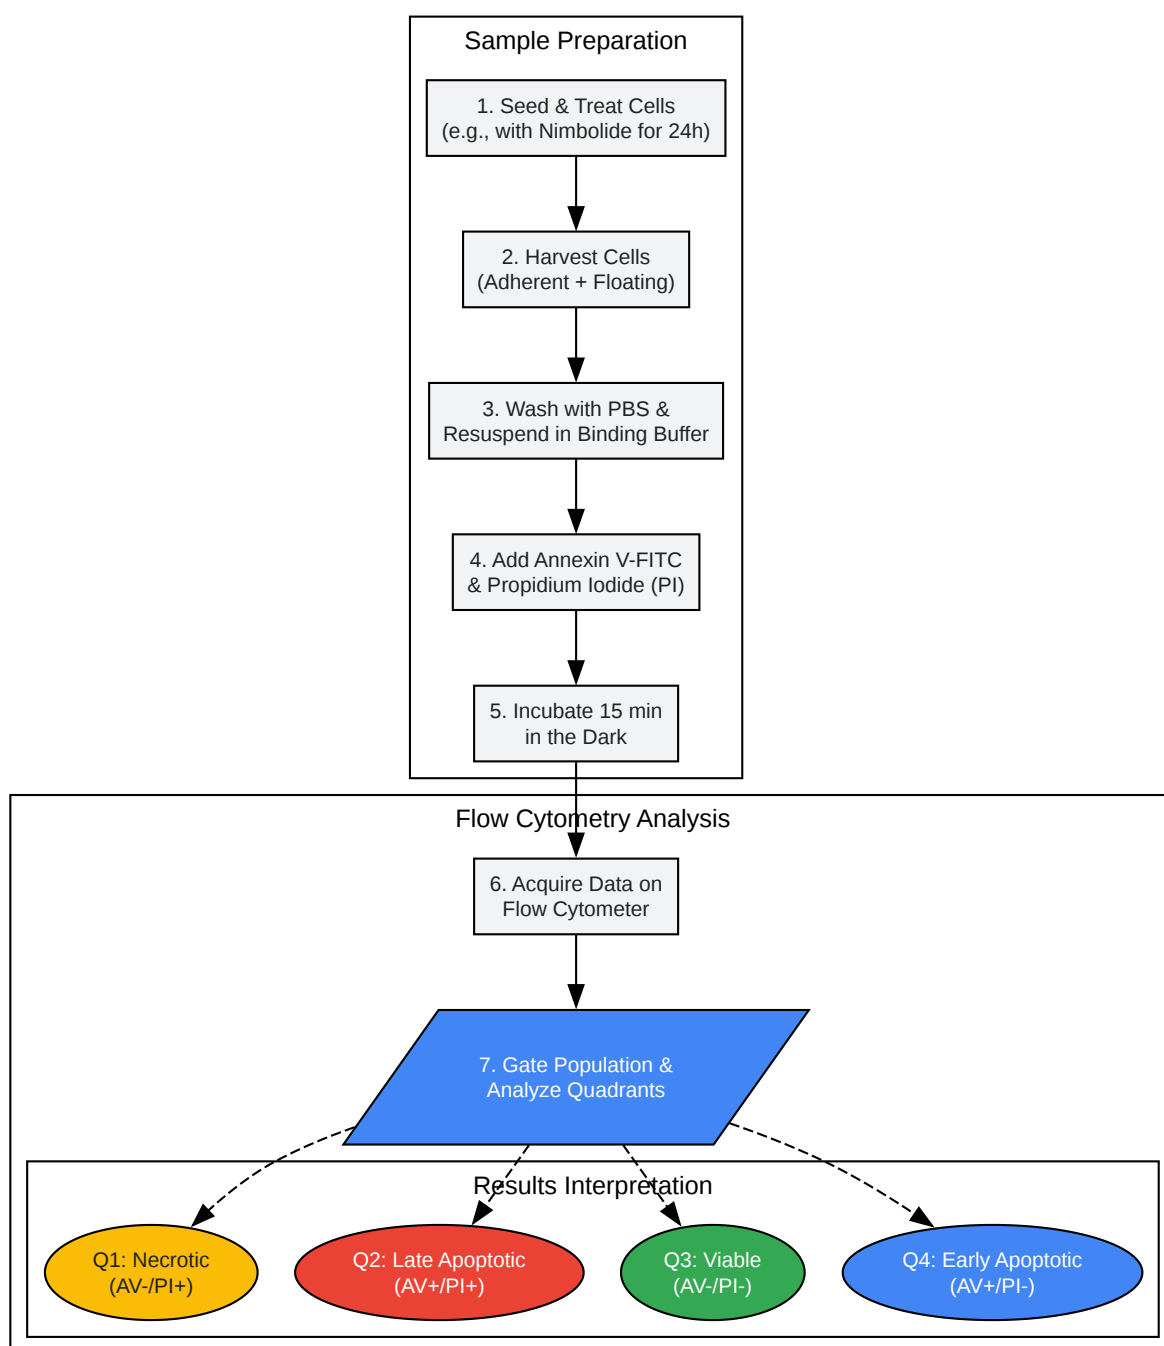 Sample Preparation
1. Seed & Treat Cells
(e.g., with Nimbolide for 24h)
2. Harvest Cells
(Adherent + Floating)
3. Wash with PBS &
Resuspend in Binding Buffer
4. Add Annexin V-FITC
& Propidium Iodide (PI)
5. Incubate 15 min
in the Dark
Flow Cytometry Analysis
6. Acquire Data on
Flow Cytometer
7. Gate Population &
Analyze Quadrants
Results Interpretation
Q1: Necrotic
(AV-/PI+)
Q2: Late Apoptotic
(AV+/PI+)
Q3: Viable
(AV-/PI-)
Q4: Early Apoptotic
(AV+/PI-)